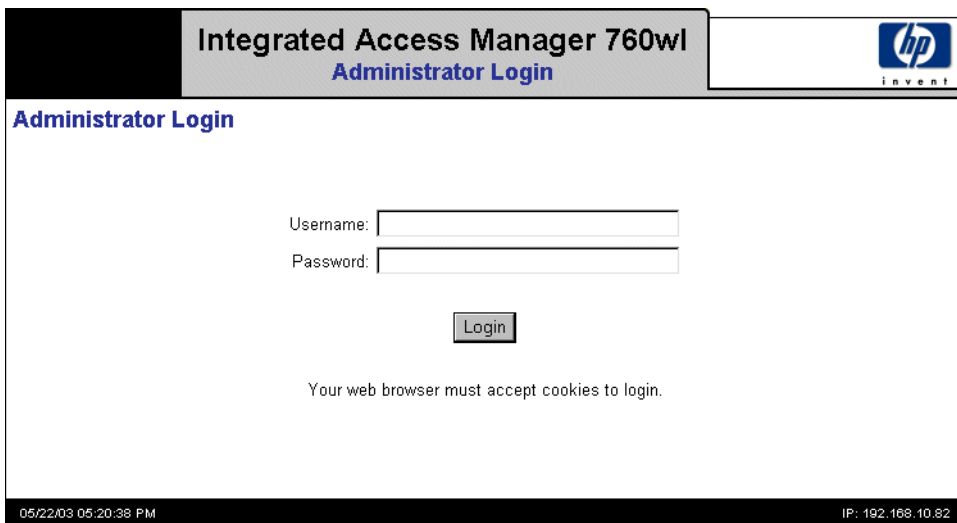 Integrated Access Manager 760wl
Administrator Login
hp
invent
Administrator Login
Username:
Password:
Login
Your web browser must accept cookies to login.
05/22/03 05:20:38 PM
IP: 192.168.10.82